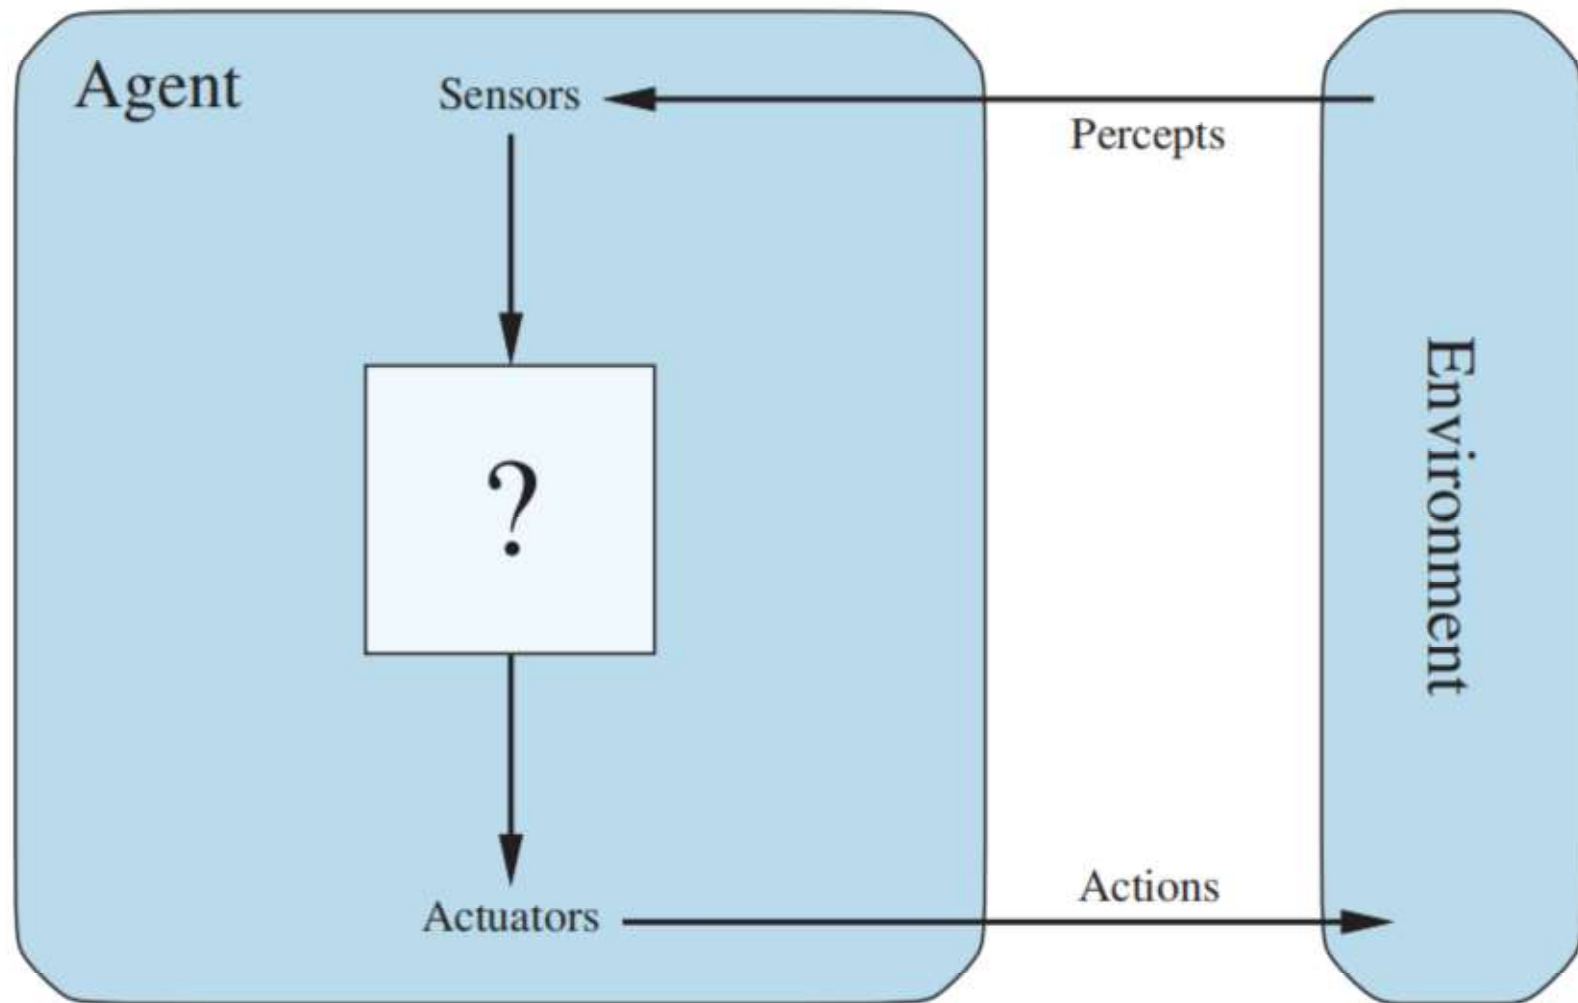 Agent
Sensors
Percepts
?
Environment
Actions
Actuators